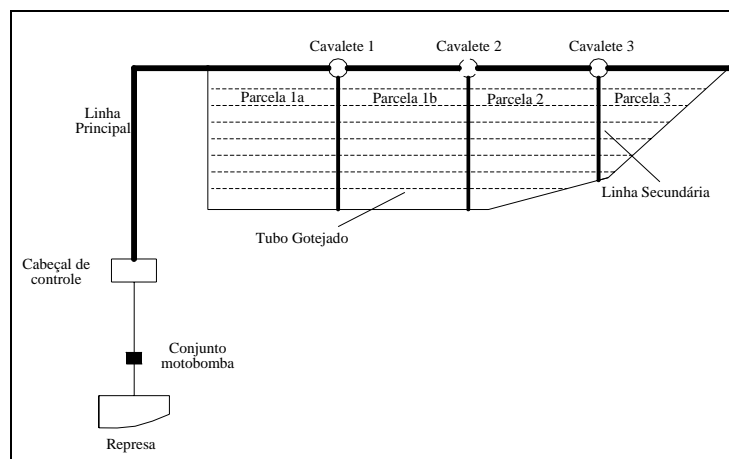 Cavalete 1
Cavalete 2
Cavalete 3
Parcela 1a
Parcela 1b
Parcela 2
Parcela 3
Linha
Principal
Linha Secundária
Tubo Gotejado
Cabeçal de
controle
Conjunto
motobomba
Represa